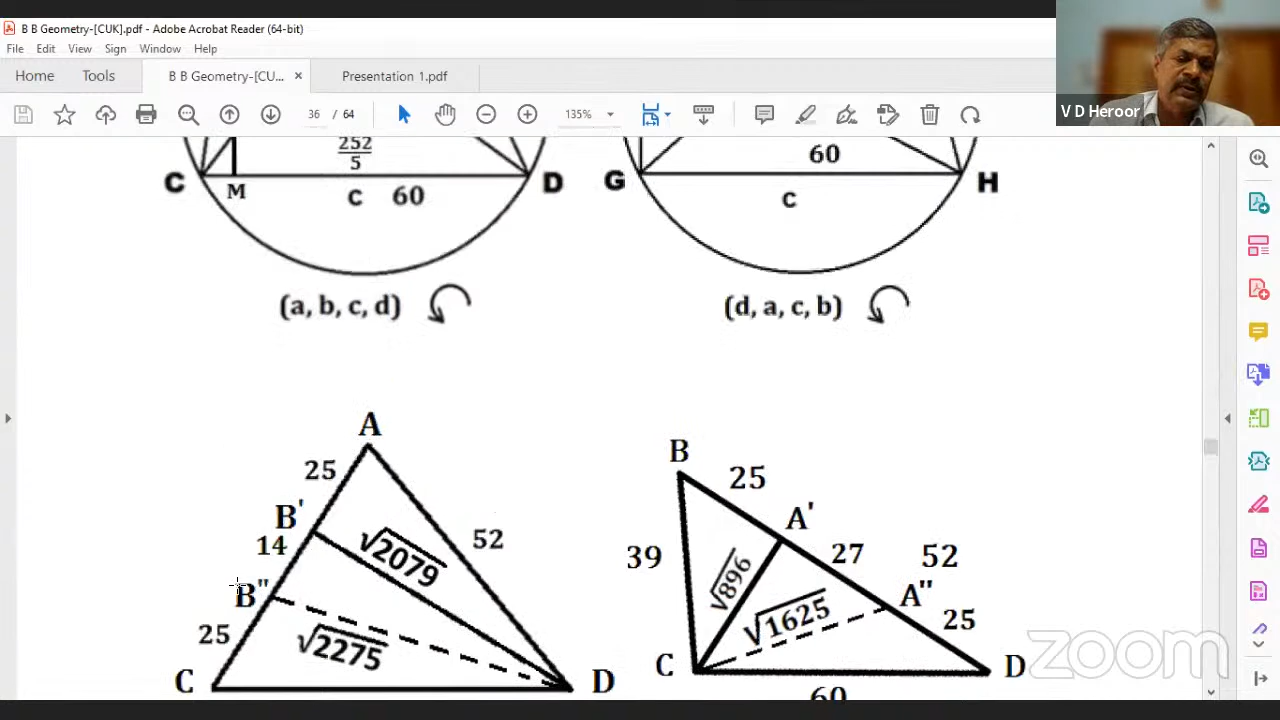 B B Geometry-[CUK].pdf - Adobe Acrobat Reader (64-bit)
File Edit View Sign Window Help
Home Tools B B Geometry-[CU... × Presentation 1.pdf
36 / 64 135%
V D Heroor
252
5
60
C M C 60 D
G C H
(a, b, c, d)
(d, a, c, b)
A
25
B'
14
√2079
52
B"
25
√2275
C D
B
25
A'
39
√896
27
52
√1625
A"
25
C D
60
zoom